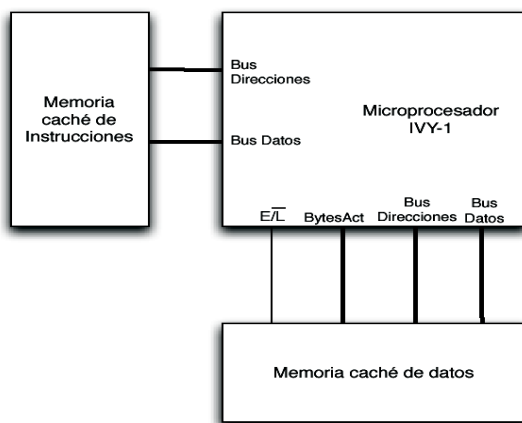 Memoria
caché de
Instrucciones
Bus
Direcciones
Bus Datos
Microprocesador
IVY-1
E/L̅
BytesAct
Bus
Direcciones
Bus
Datos
Memoria caché de datos